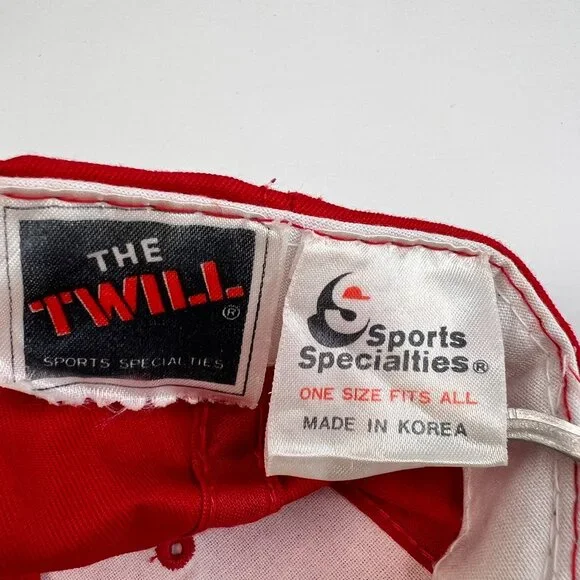 THE
TWILL®
SPORTS SPECIALTIES
Sports
Specialties®
ONE SIZE FITS ALL
MADE IN KOREA